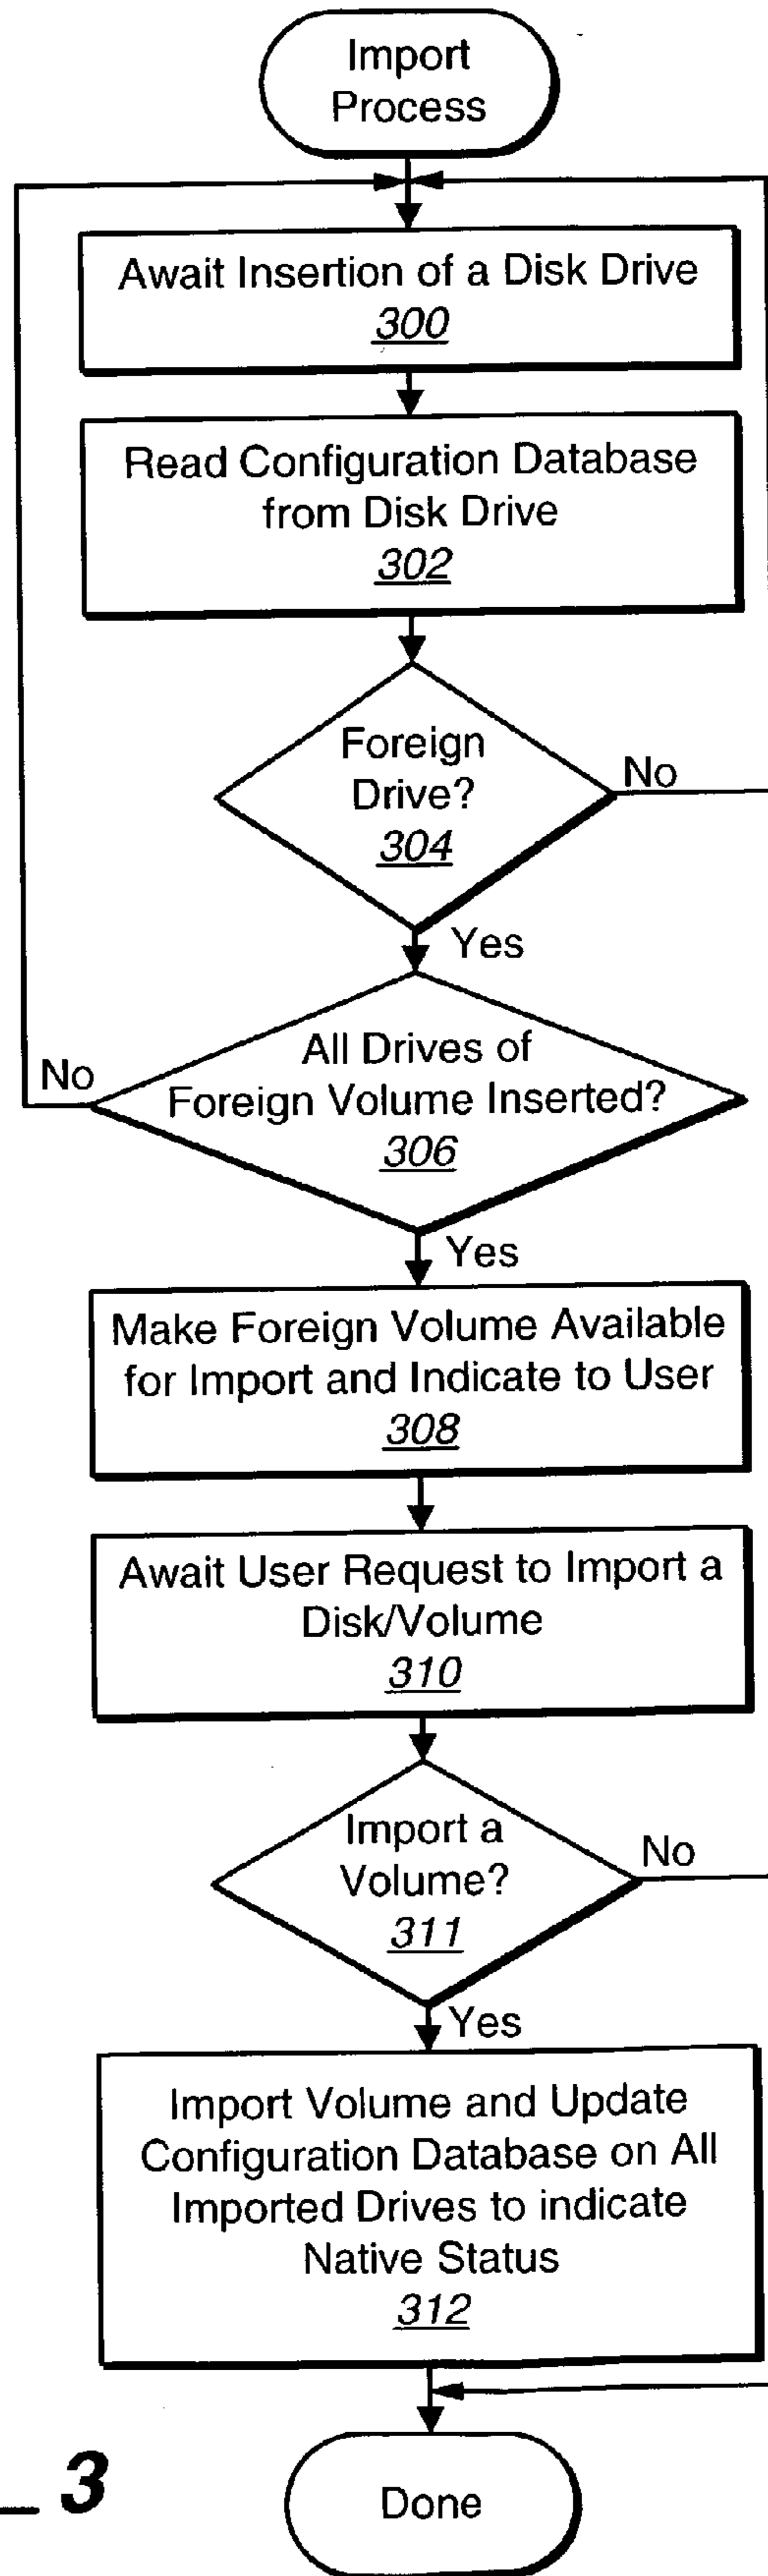 Import
Process
Await Insertion of a Disk Drive
300
Read Configuration Database
from Disk Drive
302
Foreign
Drive?
304
No
Yes
All Drives of
Foreign Volume Inserted?
306
No
Yes
Make Foreign Volume Available
for Import and Indicate to User
308
Await User Request to Import a
Disk/Volume
310
Import a
Volume?
311
No
Yes
Import Volume and Update
Configuration Database on All
Imported Drives to indicate
Native Status
312
Done
_ 3